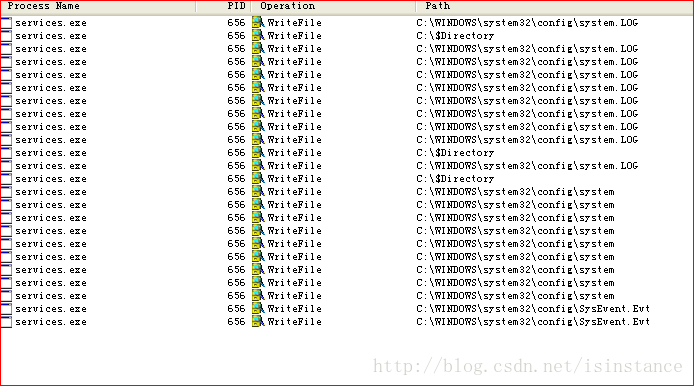 Process Name PID Operation Path
services.exe 656 WriteFile C:\WINDOWS\system32\config\system.LOG
services.exe 656 WriteFile C:\$Directory
services.exe 656 WriteFile C:\WINDOWS\system32\config\system.LOG
services.exe 656 WriteFile C:\WINDOWS\system32\config\system.LOG
services.exe 656 WriteFile C:\WINDOWS\system32\config\system.LOG
services.exe 656 WriteFile C:\WINDOWS\system32\config\system.LOG
services.exe 656 WriteFile C:\WINDOWS\system32\config\system.LOG
services.exe 656 WriteFile C:\WINDOWS\system32\config\system.LOG
services.exe 656 WriteFile C:\WINDOWS\system32\config\system.LOG
services.exe 656 WriteFile C:\WINDOWS\system32\config\system.LOG
services.exe 656 WriteFile C:\$Directory
services.exe 656 WriteFile C:\WINDOWS\system32\config\system.LOG
services.exe 656 WriteFile C:\$Directory
services.exe 656 WriteFile C:\WINDOWS\system32\config\system
services.exe 656 WriteFile C:\WINDOWS\system32\config\system
services.exe 656 WriteFile C:\WINDOWS\system32\config\system
services.exe 656 WriteFile C:\WINDOWS\system32\config\system
services.exe 656 WriteFile C:\WINDOWS\system32\config\system
services.exe 656 WriteFile C:\WINDOWS\system32\config\system
services.exe 656 WriteFile C:\WINDOWS\system32\config\system
services.exe 656 WriteFile C:\WINDOWS\system32\config\system
services.exe 656 WriteFile C:\WINDOWS\system32\config\system
services.exe 656 WriteFile C:\WINDOWS\system32\config\SysEvent.Evt
services.exe 656 WriteFile C:\WINDOWS\system32\config\SysEvent.Evt
http://blog.csdn.net/isinstance